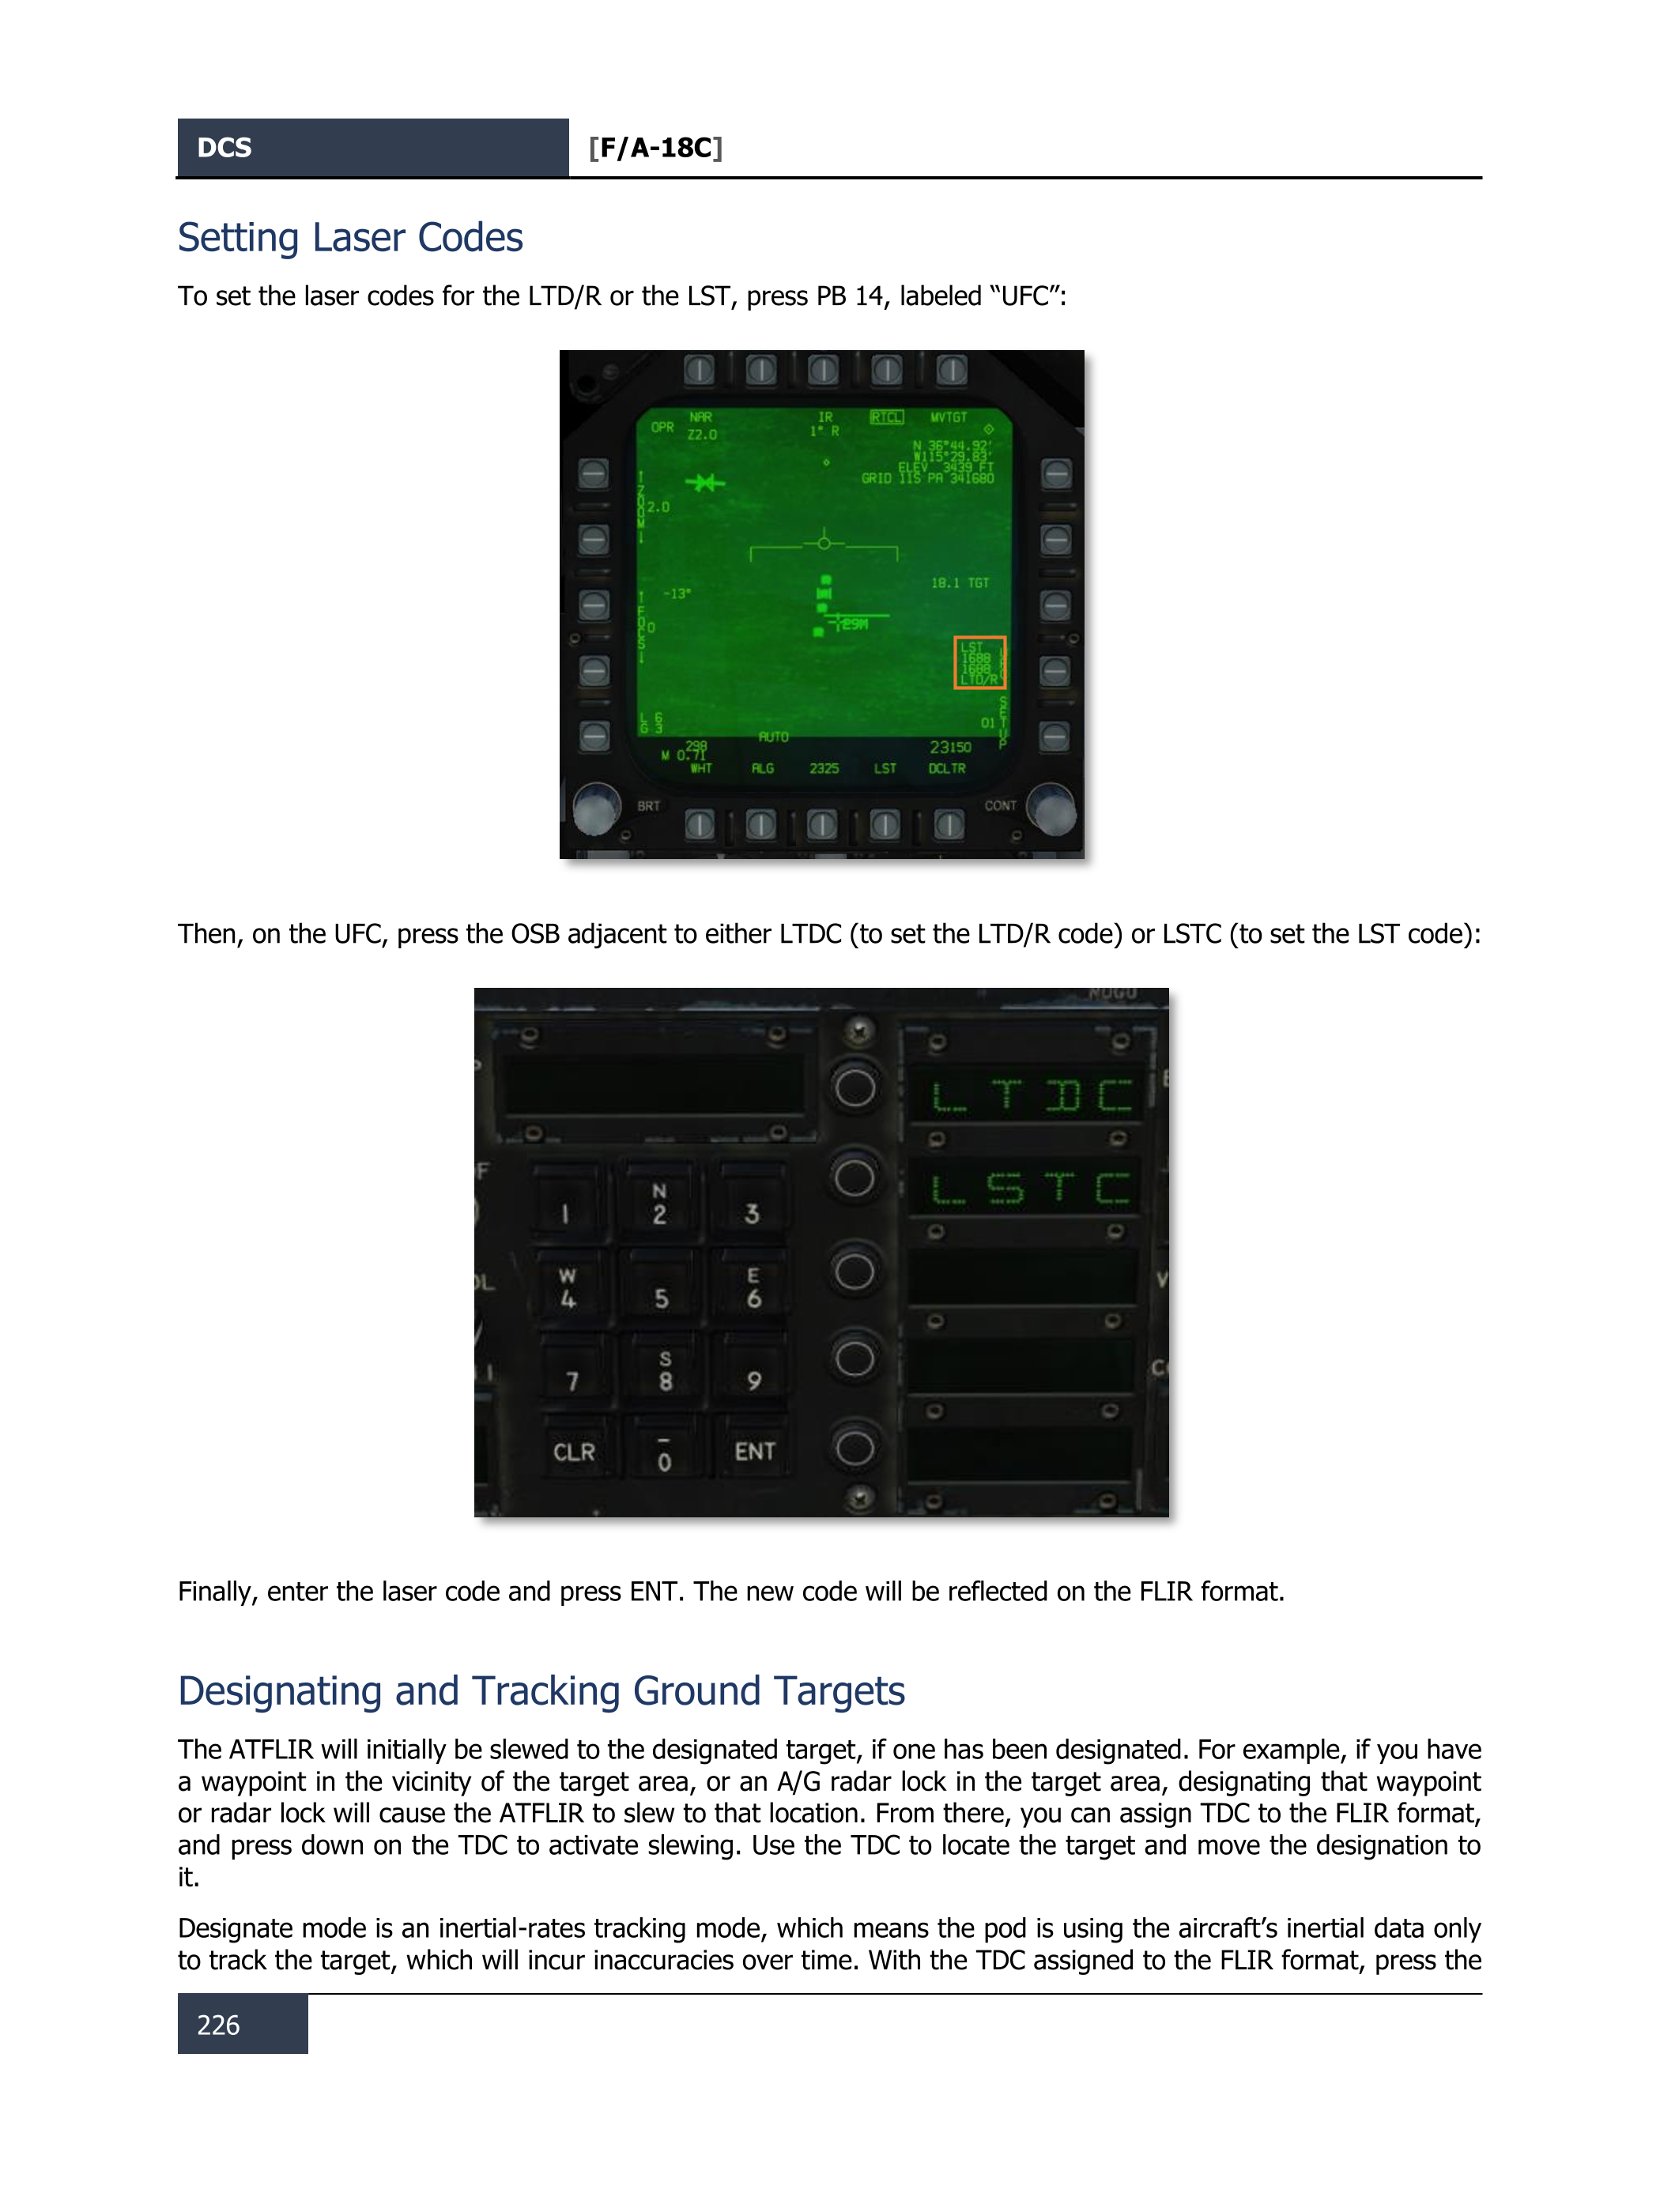 DCS [F/A-18C]
Setting Laser Codes
To set the laser codes for the LTD/R or the LST, press PB 14, labeled “UFC”:
NAR IR RTCL MVTGT
OPR Z2.0 1° R
N 36°44.92'
W115°29.83'
ELEV 3439 FT
GRID 11S PA 341680
ZOOM 2.0
18.1 TGT
-13°
FOCUS 0
29M
LST
1688
1688
LTD/R
SETUP
L 6
G 3
01
AUTO
298 23150
M 0.71
WHT ALG 2325 LST DCLTR
BRT CONT
Then, on the UFC, press the OSB adjacent to either LTDC (to set the LTD/R code) or LSTC (to set the LST code):
LTDC
LSTC
N
1 2 3
W E
4 5 6
S
7 8 9
CLR – 0 ENT
Finally, enter the laser code and press ENT. The new code will be reflected on the FLIR format.
Designating and Tracking Ground Targets
The ATFLIR will initially be slewed to the designated target, if one has been designated. For example, if you have
a waypoint in the vicinity of the target area, or an A/G radar lock in the target area, designating that waypoint
or radar lock will cause the ATFLIR to slew to that location. From there, you can assign TDC to the FLIR format,
and press down on the TDC to activate slewing. Use the TDC to locate the target and move the designation to
it.
Designate mode is an inertial-rates tracking mode, which means the pod is using the aircraft’s inertial data only
to track the target, which will incur inaccuracies over time. With the TDC assigned to the FLIR format, press the
226